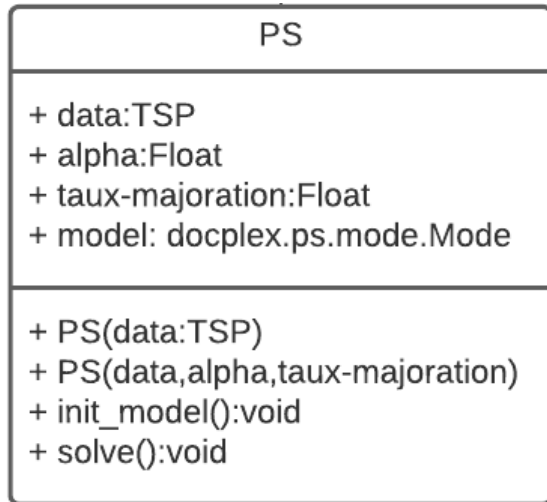 PS
+ data:TSP
+ alpha:Float
+ taux-majoration:Float
+ model: docplex.ps.mode.Mode
+ PS(data:TSP)
+ PS(data,alpha,taux-majoration)
+ init_model():void
+ solve():void